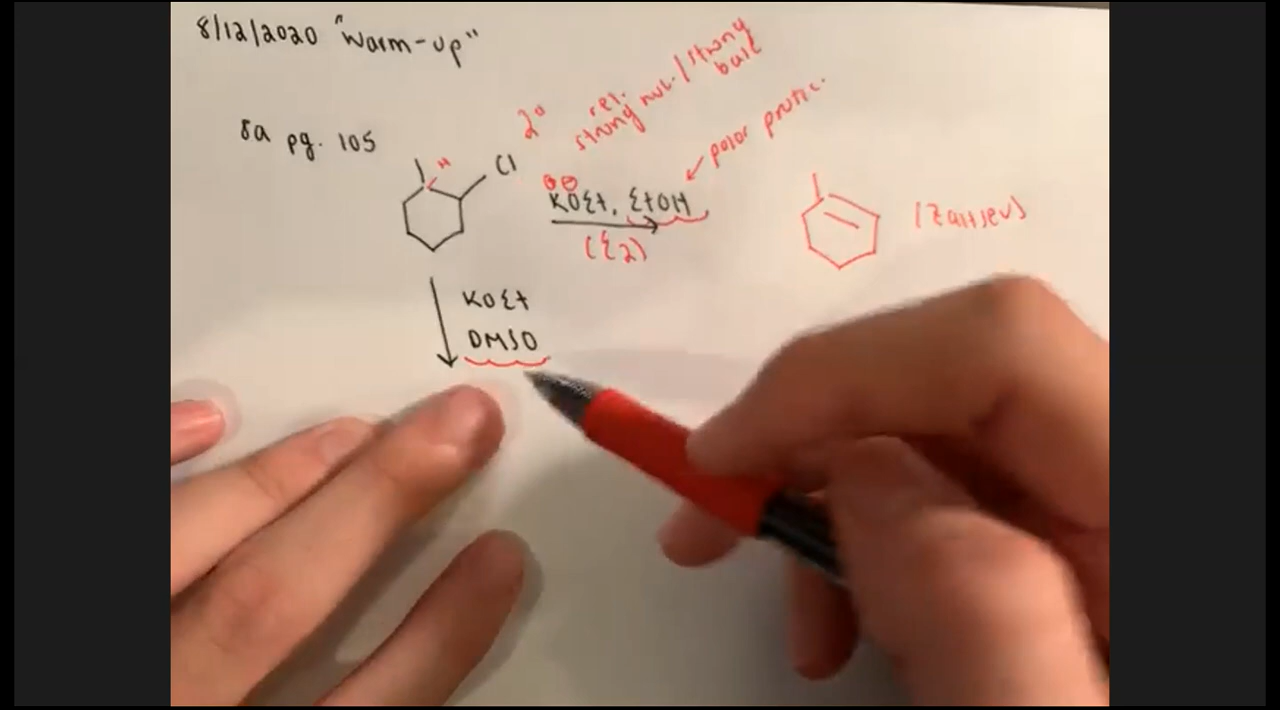 8/12/2020 "Warm-up"
8a pg. 105
H
Cl
2°
rel.
strong nuc./strong
base
polar protic.
⊕ ⊖
KOEt, EtOH
(E2)
(Zaitsev)
KOEt
DMSO